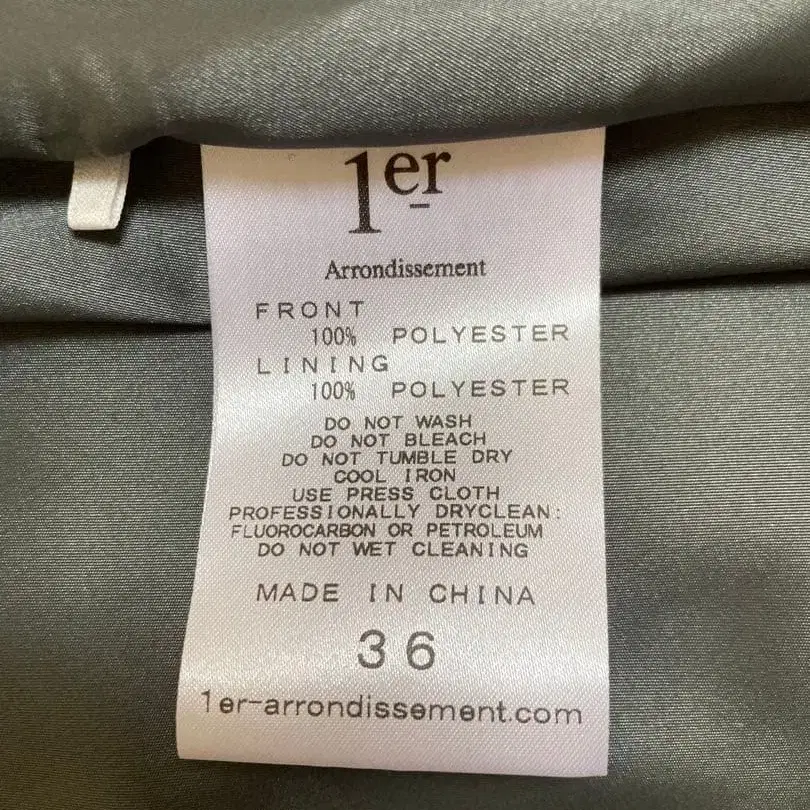 1er
Arrondissement
FRONT
100% POLYESTER
LINING
100% POLYESTER
DO NOT WASH
DO NOT BLEACH
DO NOT TUMBLE DRY
COOL IRON
USE PRESS CLOTH
PROFESSIONALLY DRYCLEAN:
FLUOROCARBON OR PETROLEUM
DO NOT WET CLEANING
MADE IN CHINA
36
1er-arrondissement.com